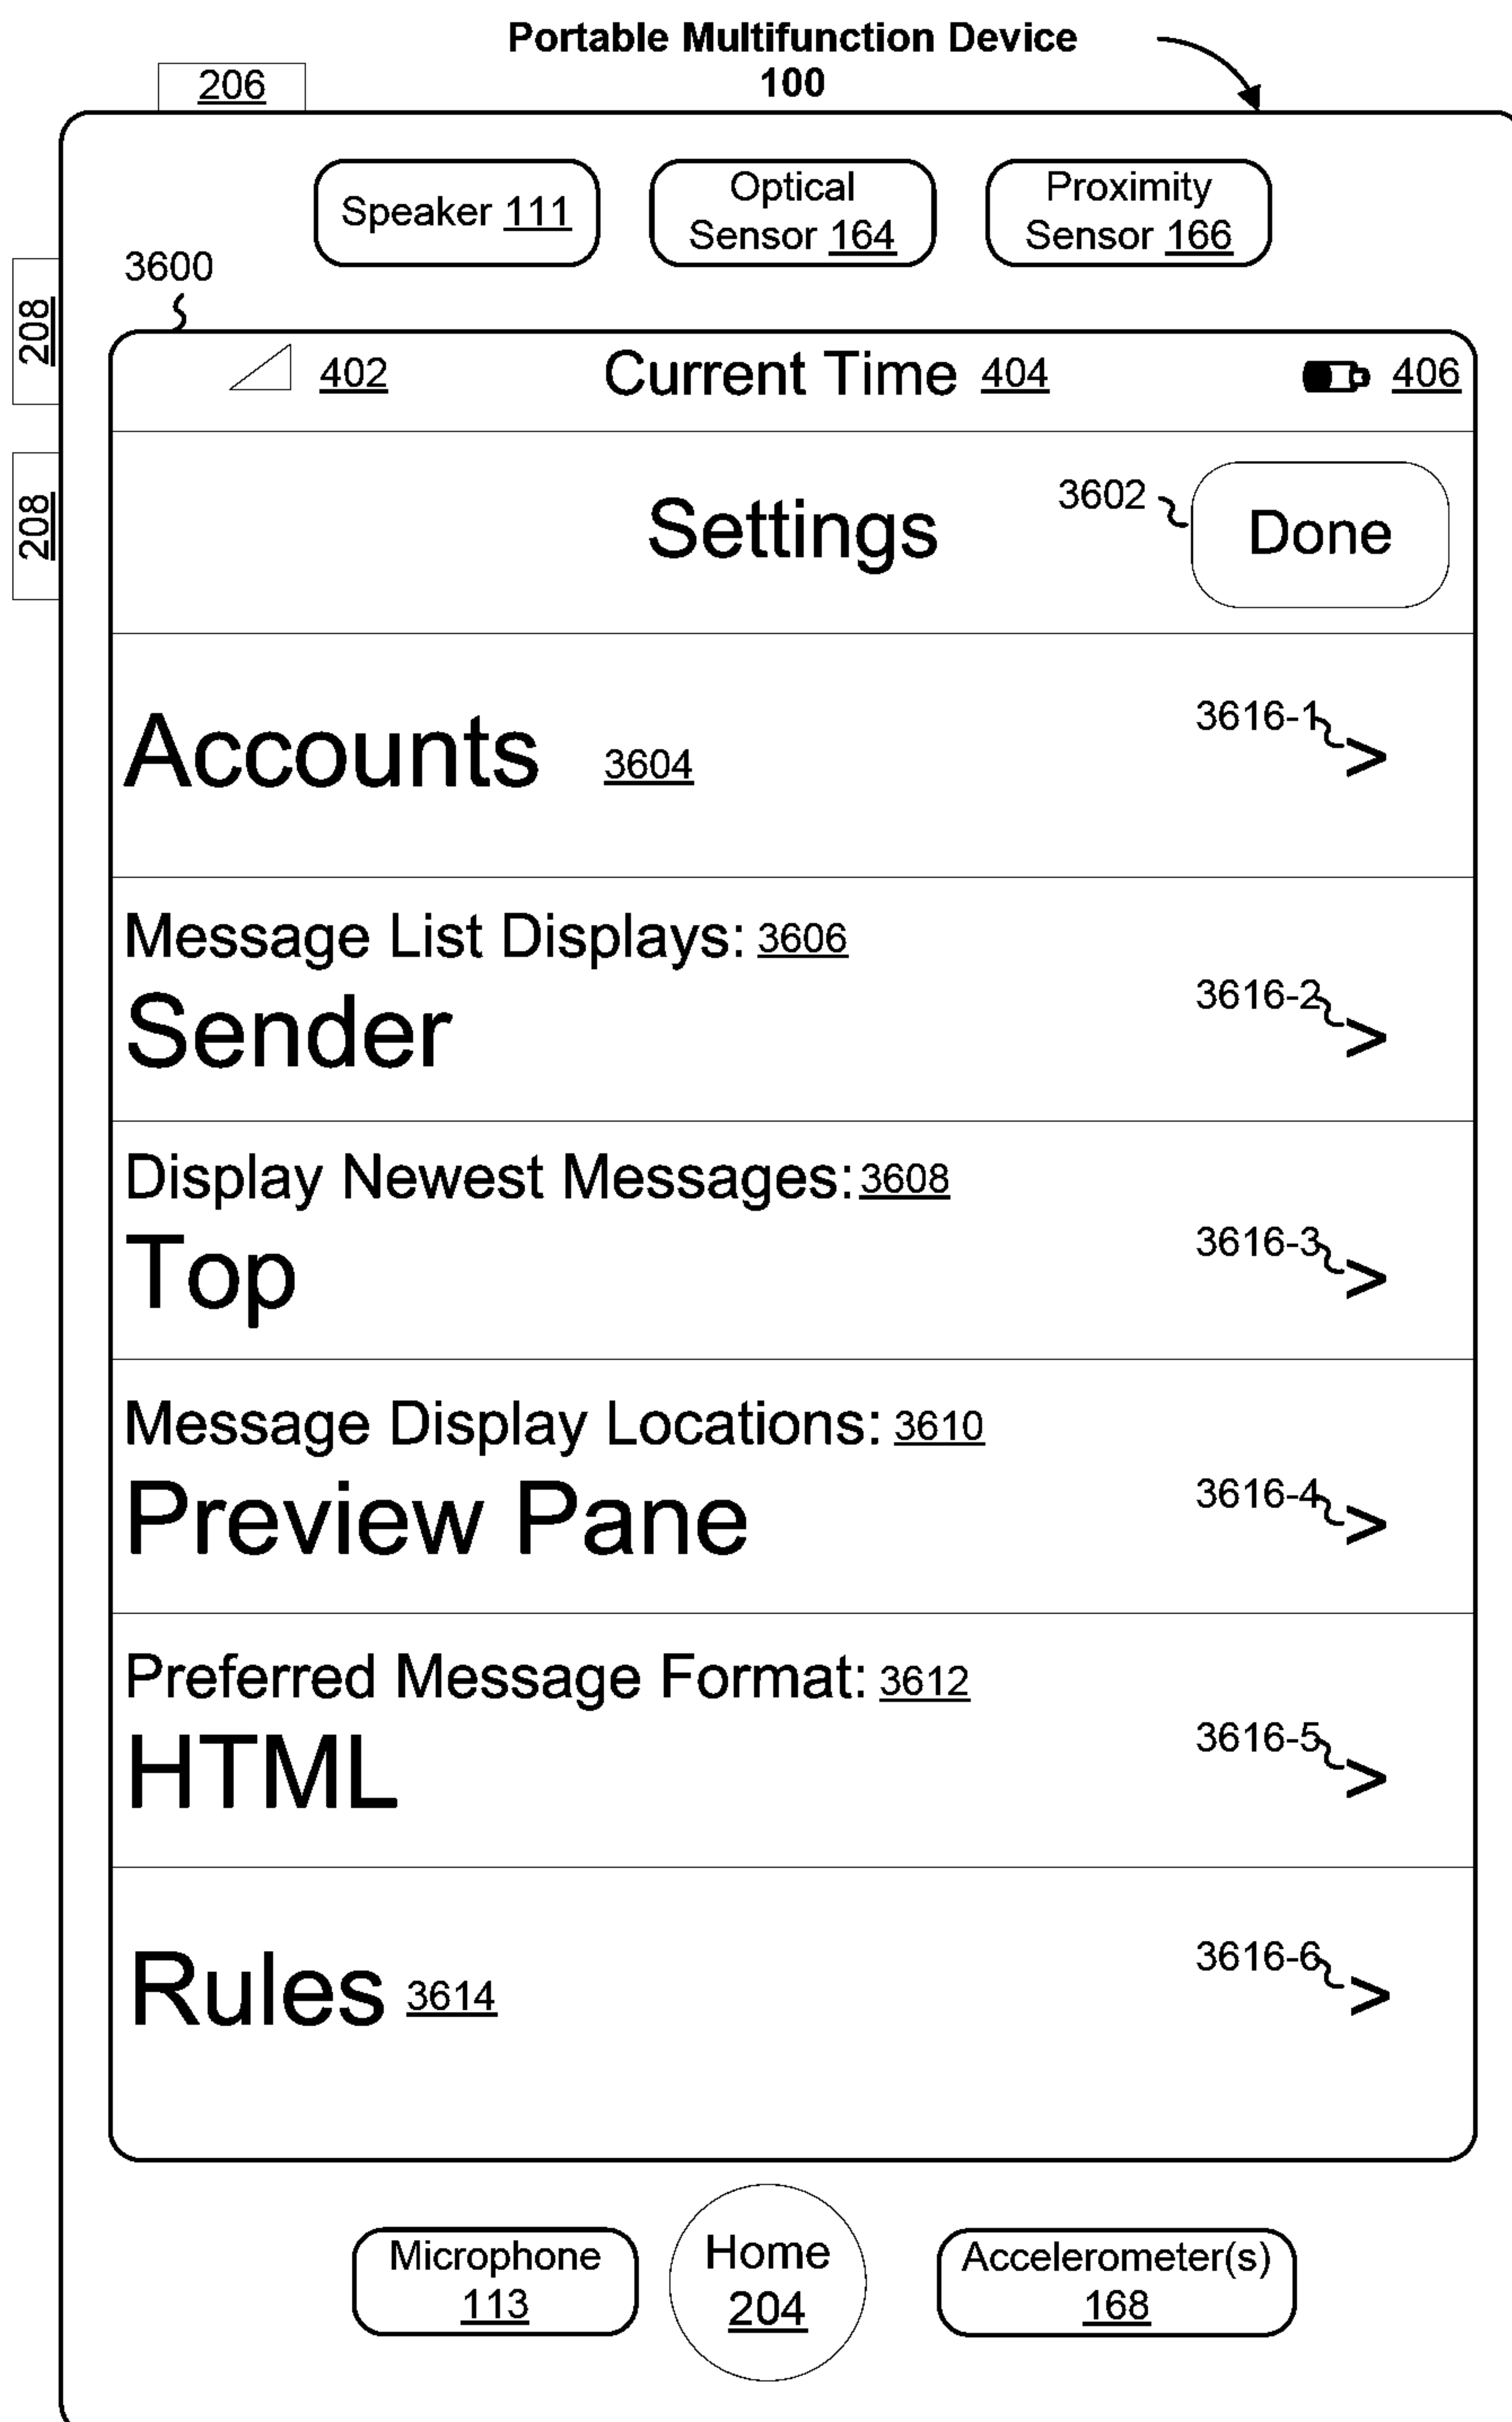 Portable Multifunction Device
100
206
Speaker 111
Optical
Sensor 164
Proximity
Sensor 166
3600
208
402
Current Time 404
406
208
Settings
3602
Done
Accounts 3604
3616-1
>
Message List Displays: 3606
Sender
3616-2
>
Display Newest Messages: 3608
Top
3616-3
>
Message Display Locations: 3610
Preview Pane
3616-4
>
Preferred Message Format: 3612
HTML
3616-5
>
Rules 3614
3616-6
>
Microphone
113
Home
204
Accelerometer(s)
168